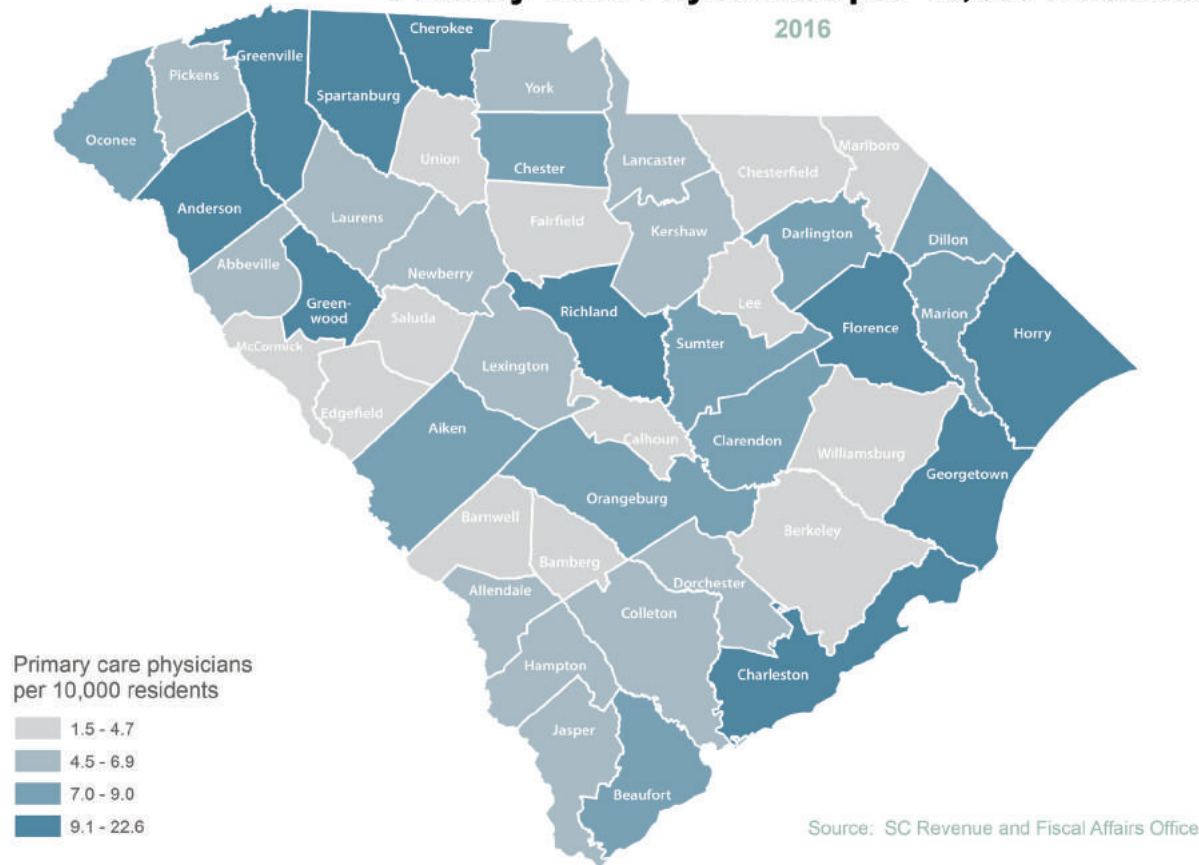 2016
Cherokee
Greenville
Pickens
York
Spartanburg
Oconee
Union
Chester
Lancaster
Chesterfield
Marlboro
Anderson
Laurens
Fairfield
Kershaw
Darlington
Dillon
Abbeville
Newberry
Green-
wood
Richland
Lee
Florence
Marion
Horry
Saluda
McCormick
Lexington
Sumter
Edgefield
Aiken
Calhoun
Clarendon
Williamsburg
Georgetown
Orangeburg
Barnwell
Bamberg
Berkeley
Allendale
Dorchester
Colleton
Hampton
Charleston
Jasper
Beaufort
Primary care physicians
per 10,000 residents
1.5 - 4.7
4.5 - 6.9
7.0 - 9.0
9.1 - 22.6
Source: SC Revenue and Fiscal Affairs Office